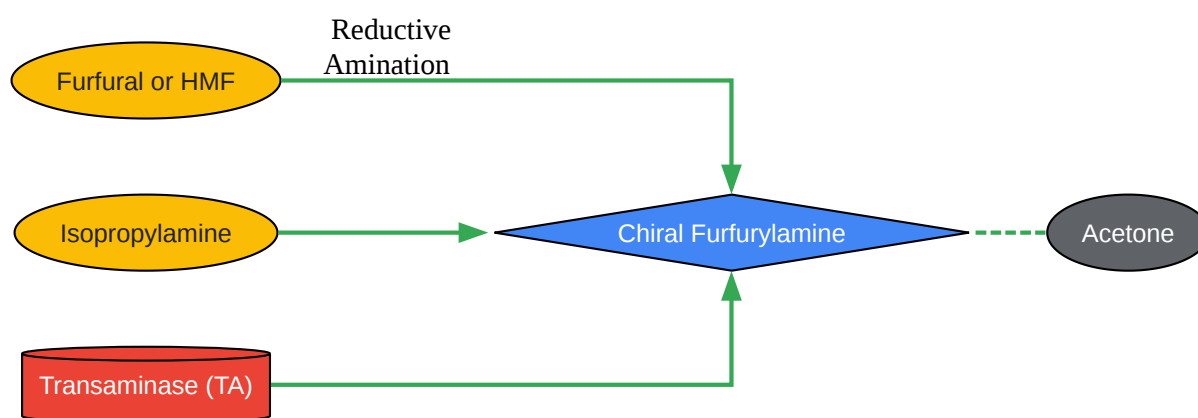 Reductive
Amination
Furfural or HMF
Isopropylamine
Chiral Furfurylamine
Acetone
Transaminase (TA)